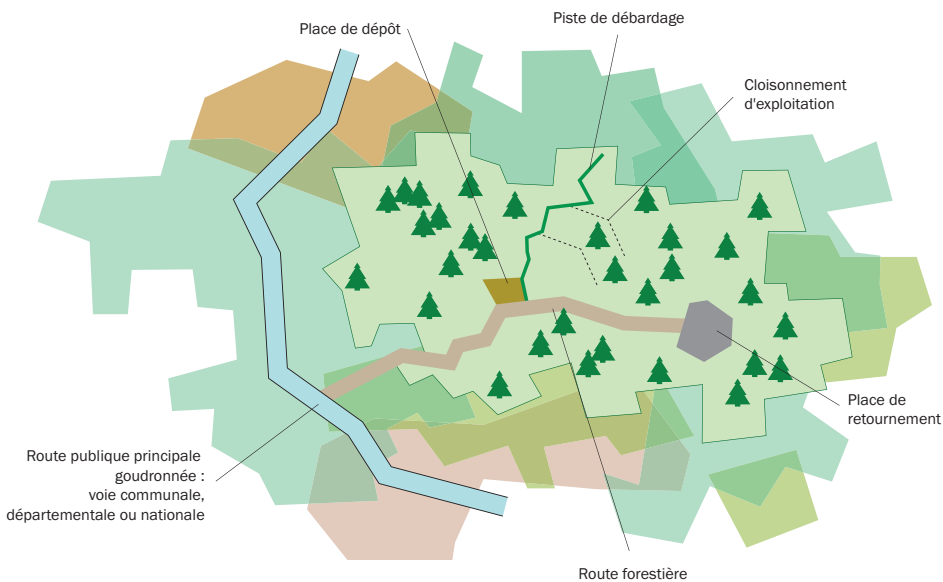 Place de dépôt
Piste de débardage
Cloisonnement
d'exploitation
Place de
retournement
Route publique principale
goudronnée :
voie communale,
départementale ou nationale
Route forestière